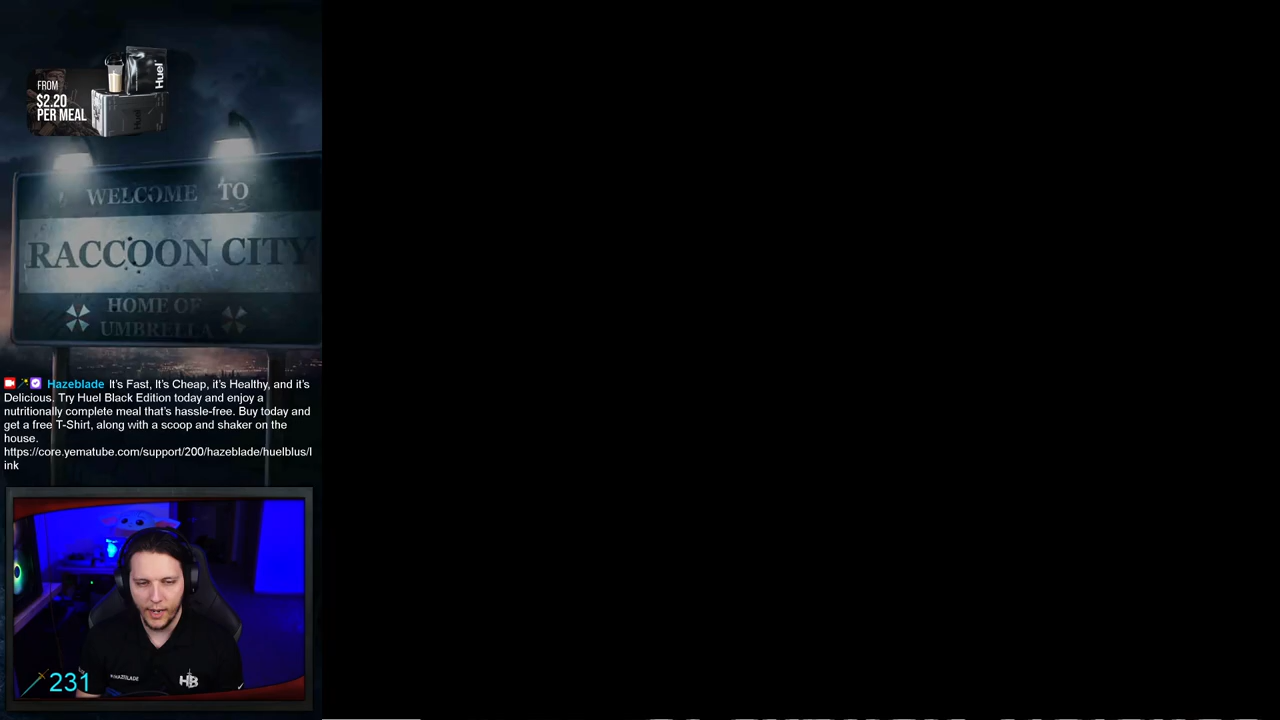 FROM
$2.20
PER MEAL
Huel
WELCOME TO
RACCOON CITY
HOME OF
UMBRELLA
Hazeblade It's Fast, It's Cheap, it's Healthy, and it's
Delicious. Try Huel Black Edition today and enjoy a
nutritionally complete meal that's hassle-free. Buy today and
get a free T-Shirt, along with a scoop and shaker on the
house.
https://core.yematube.com/support/200/hazeblade/huelblus/l
ink
HAZEBLADE
HB
231